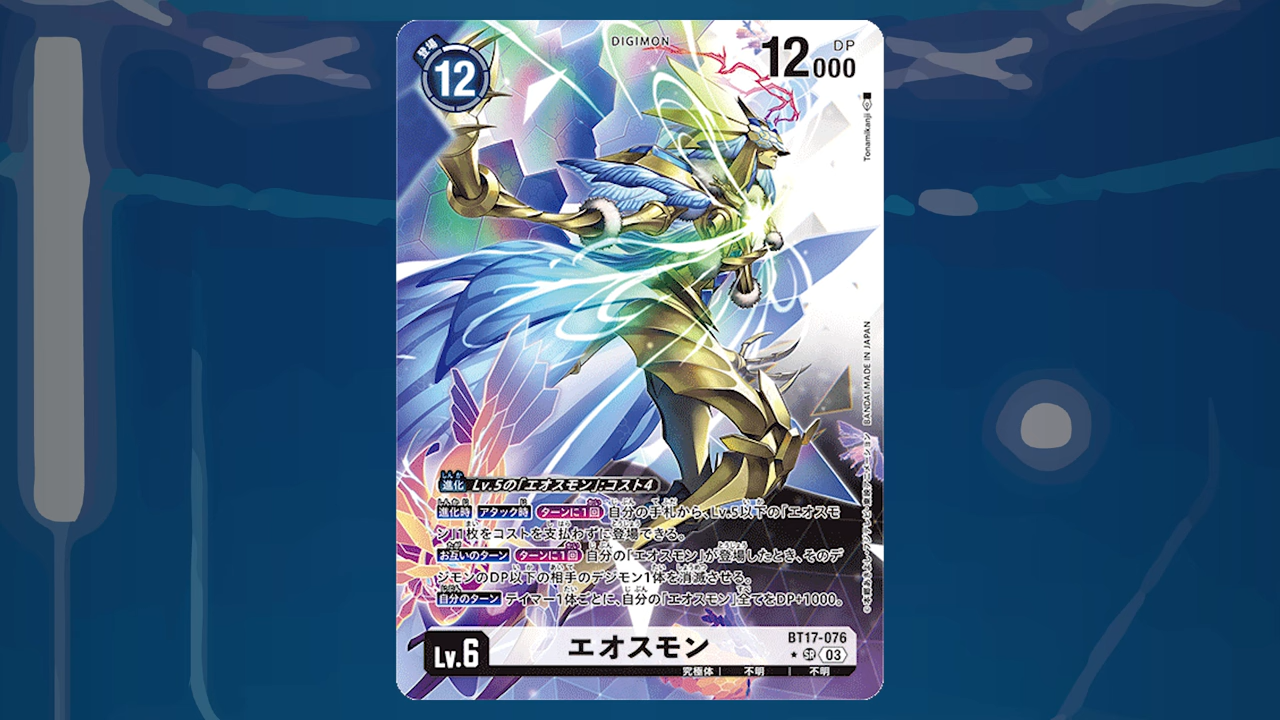 登場
12
DIGIMON
12000
DP
Tonamikanji
BANDAI MADE IN JAPAN
進化 Lv.5の「エオスモン」:コスト4
進化時 アタック時 ターンに1回 自分の手札から、Lv.5以下の「エオスモ
ン」1枚をコストを支払わずに登場できる。
お互いのターン ターンに1回 自分の「エオスモン」が登場したとき、そのデ
ジモンのDP以下の相手のデジモン1体を消滅させる。
自分のターン テイマー1体ごとに、自分の「エオスモン」全てをDP+1000。
Lv.6
エオスモン
BT17-076
SR 03
究極体 | 不明 | 不明